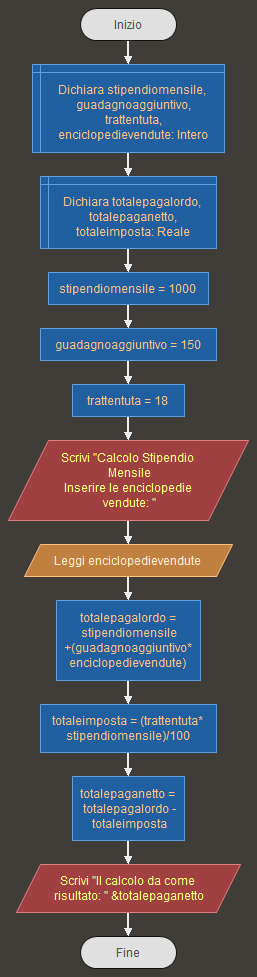 Inizio
Dichiara stipendiomensile,
guadagnoaggiuntivo,
trattentuta,
enciclopedievendute: Intero
Dichiara totalepagalordo,
totalepaganetto,
totaleimposta: Reale
stipendiomensile = 1000
guadagnoaggiuntivo = 150
trattentuta = 18
Scrivi "Calcolo Stipendio
Mensile
Inserire le enciclopedie
vendute: "
Leggi enciclopedievendute
totalepagalordo =
stipendiomensile
+(guadagnoaggiuntivo*
enciclopedievendute)
totaleimposta = (trattentuta*
stipendiomensile)/100
totalepaganetto =
totalepagalordo -
totaleimposta
Scrivi "Il calcolo da come
risultato: " &totalepaganetto
Fine